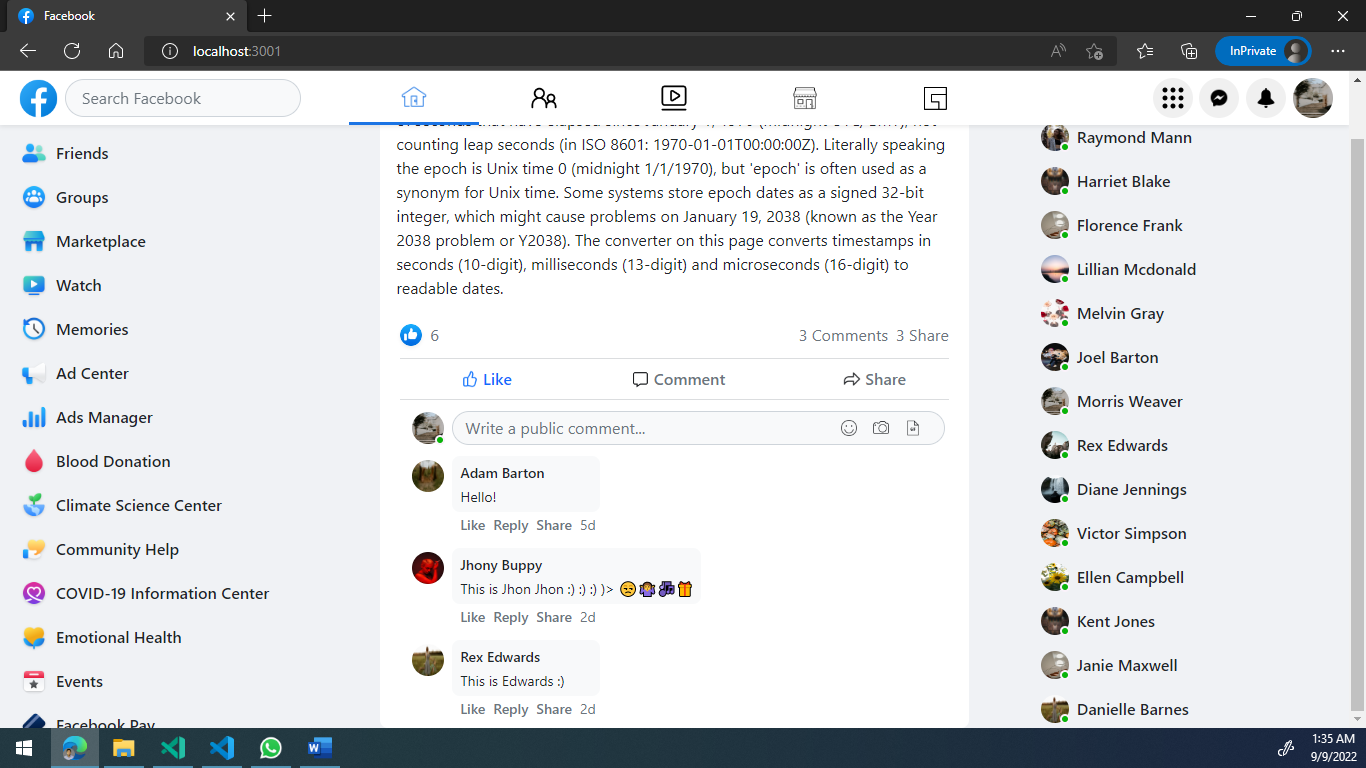 Facebook
localhost:3001
InPrivate
Search Facebook
Friends
Groups
Marketplace
Watch
Memories
Ad Center
Ads Manager
Blood Donation
Climate Science Center
Community Help
COVID-19 Information Center
Emotional Health
Events
Facebook Pay
counting leap seconds (in ISO 8601: 1970-01-01T00:00:00Z). Literally speaking
the epoch is Unix time 0 (midnight 1/1/1970), but 'epoch' is often used as a
synonym for Unix time. Some systems store epoch dates as a signed 32-bit
integer, which might cause problems on January 19, 2038 (known as the Year
2038 problem or Y2038). The converter on this page converts timestamps in
seconds (10-digit), milliseconds (13-digit) and microseconds (16-digit) to
readable dates.
6
3 Comments 3 Share
Like
Comment
Share
Write a public comment...
Adam Barton
Hello!
Like Reply Share 5d
Jhony Buppy
This is Jhon Jhon :) :) :) )> 😒🤷‍♀️🎶🎁
Like Reply Share 2d
Rex Edwards
This is Edwards :)
Like Reply Share 2d
Raymond Mann
Harriet Blake
Florence Frank
Lillian Mcdonald
Melvin Gray
Joel Barton
Morris Weaver
Rex Edwards
Diane Jennings
Victor Simpson
Ellen Campbell
Kent Jones
Janie Maxwell
Danielle Barnes
1:35 AM
9/9/2022